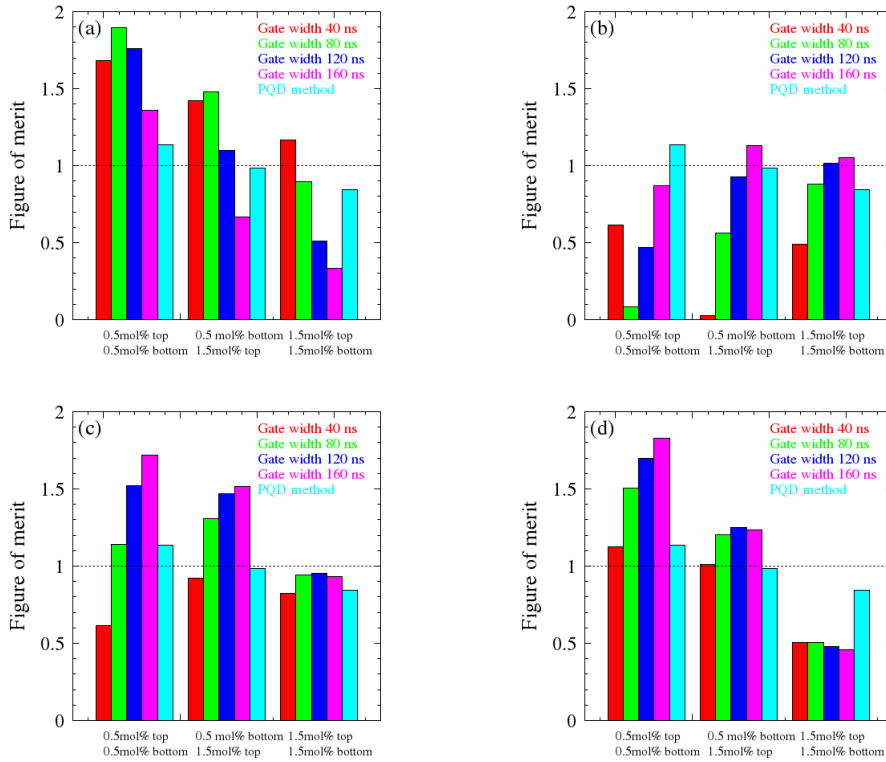 (a)
Gate width 40 ns
Gate width 80 ns
Gate width 120 ns
Gate width 160 ns
PQD method
Figure of merit
2
1.5
1
0.5
0
0.5mol% top 0.5 mol% bottom 1.5mol% top
0.5mol% bottom 1.5mol% top 1.5mol% bottom
(b)
Gate width 40 ns
Gate width 80 ns
Gate width 120 ns
Gate width 160 ns
PQD method
Figure of merit
2
1.5
1
0.5
0
0.5mol% top 0.5 mol% bottom 1.5mol% top
0.5mol% bottom 1.5mol% top 1.5mol% bottom
(c)
Gate width 40 ns
Gate width 80 ns
Gate width 120 ns
Gate width 160 ns
PQD method
Figure of merit
2
1.5
1
0.5
0
0.5mol% top 0.5 mol% bottom 1.5mol% top
0.5mol% bottom 1.5mol% top 1.5mol% bottom
(d)
Gate width 40 ns
Gate width 80 ns
Gate width 120 ns
Gate width 160 ns
PQD method
Figure of merit
2
1.5
1
0.5
0
0.5mol% top 0.5 mol% bottom 1.5mol% top
0.5mol% bottom 1.5mol% top 1.5mol% bottom